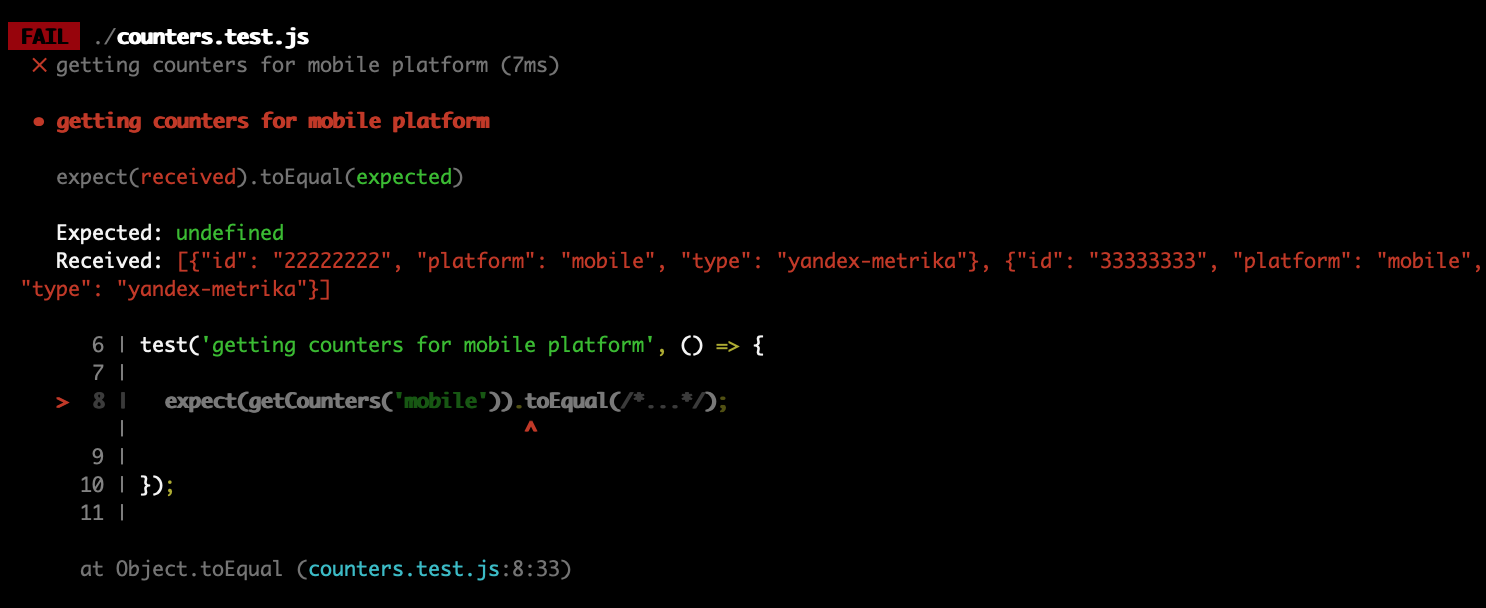 FAIL ./counters.test.js
✕ getting counters for mobile platform (7ms)
● getting counters for mobile platform
expect(received).toEqual(expected)
Expected: undefined
Received: [{"id": "22222222", "platform": "mobile", "type": "yandex-metrika"}, {"id": "33333333", "platform": "mobile",
"type": "yandex-metrika"}]
6 | test('getting counters for mobile platform', () => {
7 |
> 8 | expect(getCounters('mobile')).toEqual(/*...*/);
| ^
9 |
10 | });
11 |
at Object.toEqual (counters.test.js:8:33)